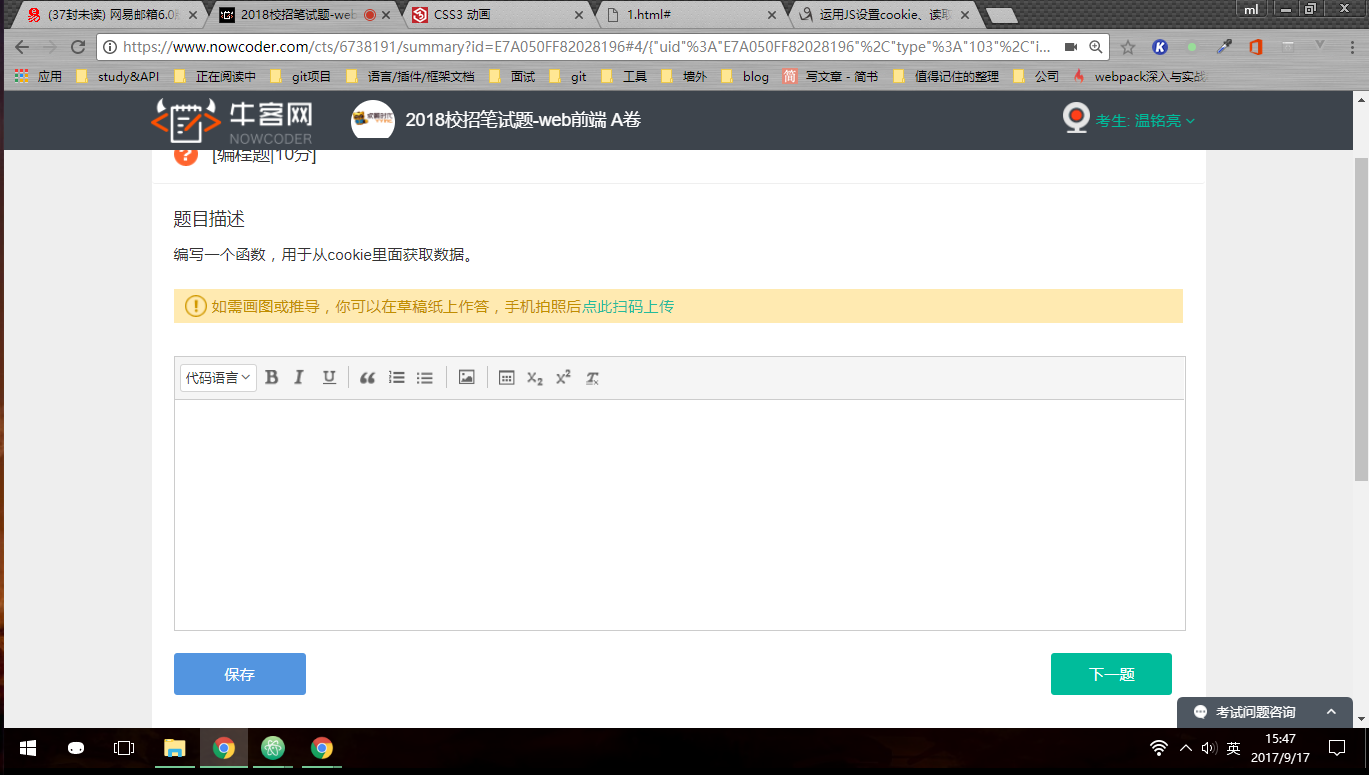 (37封未读) 网易邮箱6.0
2018校招笔试题-web
CSS3 动画
1.html#
运用JS设置cookie、读取
ml
https://www.nowcoder.com/cts/6738191/summary?id=E7A050FF82028196#4/{"uid"%3A"E7A050FF82028196"%2C"type"%3A"103"%2C"i...
应用 study&API 正在阅读中 git项目 语言/插件/框架文档 面试 git 工具 墙外 blog 简 写文章 - 简书 值得记住的整理 公司 webpack深入与实战
牛客网
NOWCODER
2018校招笔试题-web前端 A卷
考生: 温铭亮
[编程题|10分]
题目描述
编写一个函数，用于从cookie里面获取数据。
如需画图或推导，你可以在草稿纸上作答，手机拍照后点此扫码上传
代码语言 B I U X₂ X²
保存
下一题
考试问题咨询
英
15:47
2017/9/17